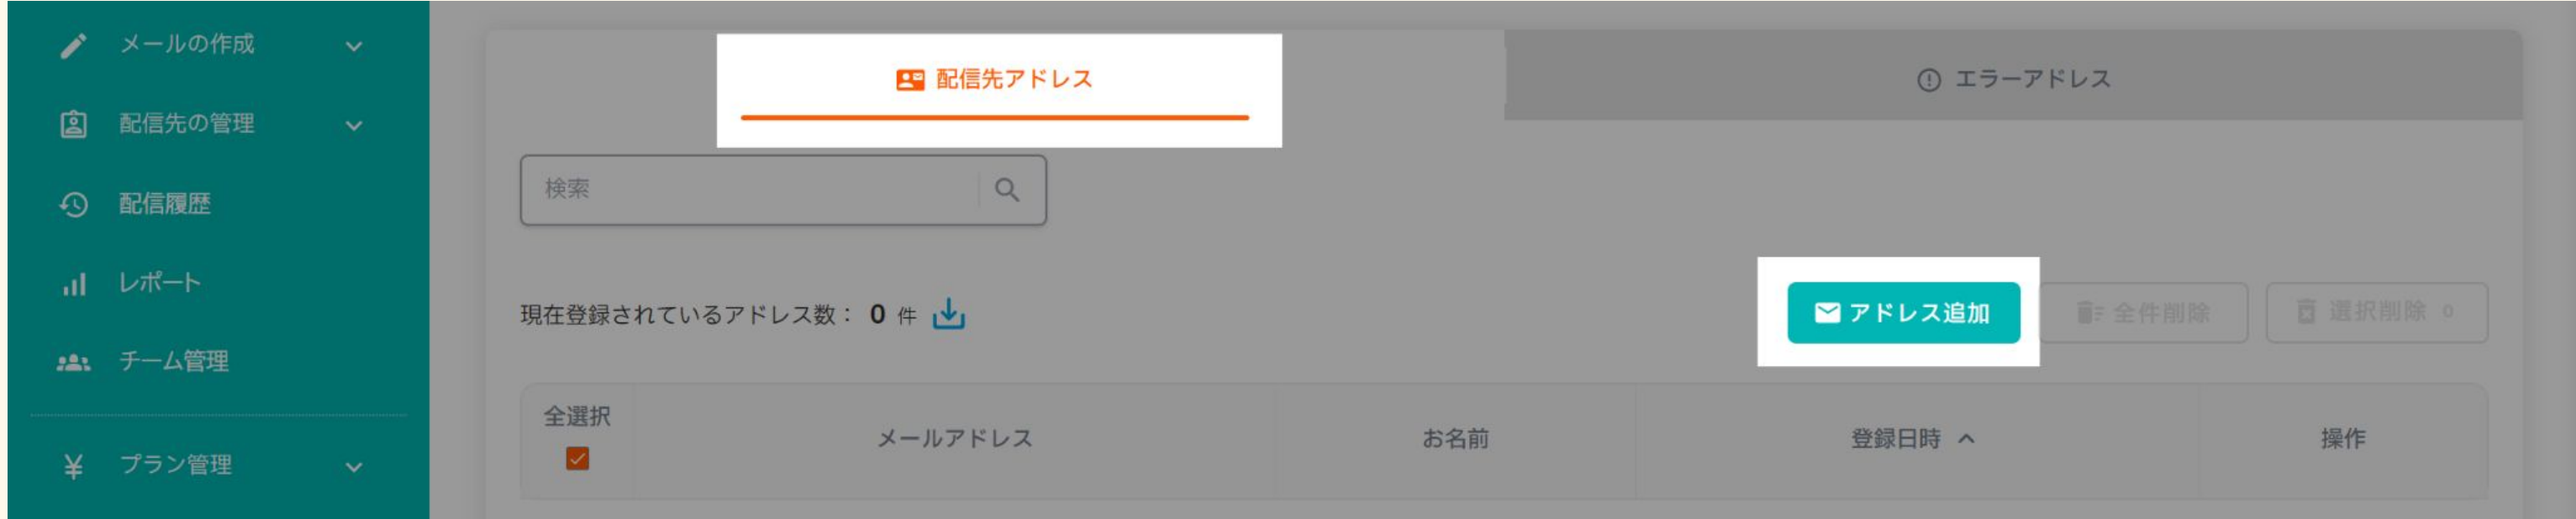 メールの作成
配信先の管理
配信履歴
レポート
チーム管理
¥ プラン管理
配信先アドレス
エラーアドレス
検索
現在登録されているアドレス数： 0 件
アドレス追加
全件削除
選択削除 0
全選択
メールアドレス
お名前
登録日時
操作